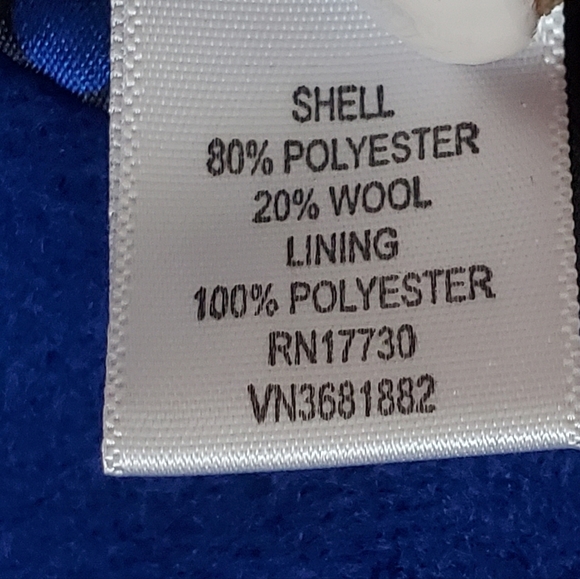 SHELL
80% POLYESTER
20% WOOL
LINING
100% POLYESTER
RN17730
VN3681882